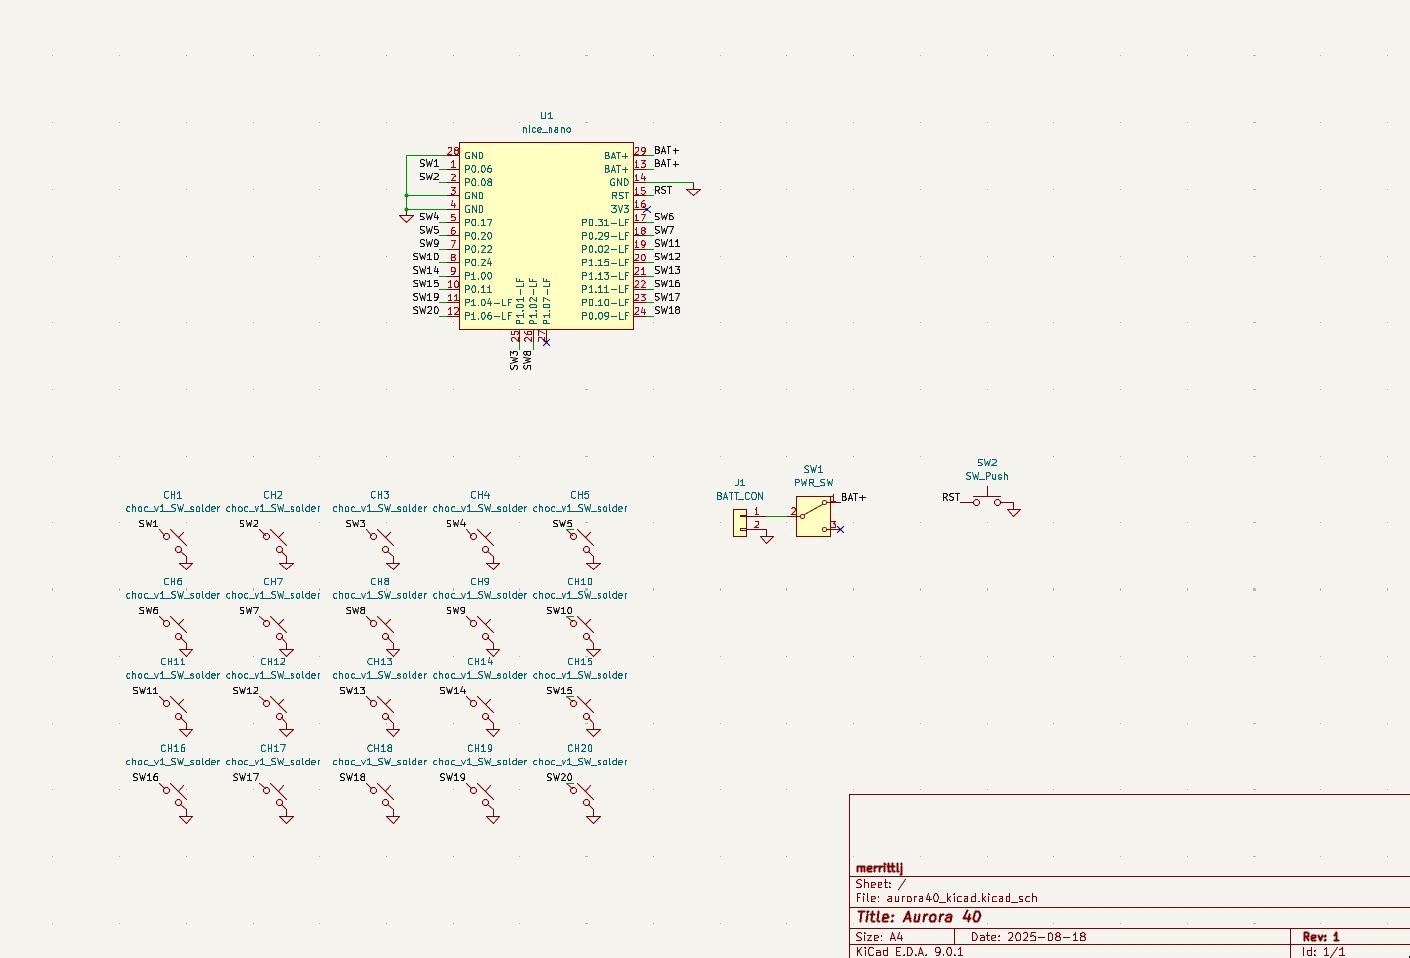 U1
nice_nano
28 GND BAT+ 29 BAT+
SW1 1 P0.06 BAT+ 13 BAT+
SW2 2 P0.08 GND 14
3 GND RST 15 RST
4 GND 3V3 16
SW4 5 P0.17 P0.31-LF 17 SW6
SW5 6 P0.20 P0.29-LF 18 SW7
SW9 7 P0.22 P0.02-LF 19 SW11
SW10 8 P0.24 P1.15-LF 20 SW12
SW14 9 P1.00 P1.13-LF 21 SW13
SW15 10 P0.11 P1.11-LF 22 SW16
SW19 11 P1.04-LF P0.10-LF 23 SW17
SW20 12 P1.06-LF P0.09-LF 24 SW18
P1.01-LF P1.02-LF P1.07-LF
25 26 27
SW3 SW8
SW1 SW2
J1 PWR_SW SW_Push
BATT_CON
1 2 1 BAT+ RST
2 3
CH1 CH2 CH3 CH4 CH5
choc_v1_SW_solder choc_v1_SW_solder choc_v1_SW_solder choc_v1_SW_solder choc_v1_SW_solder
SW1 SW2 SW3 SW4 SW5
CH6 CH7 CH8 CH9 CH10
choc_v1_SW_solder choc_v1_SW_solder choc_v1_SW_solder choc_v1_SW_solder choc_v1_SW_solder
SW6 SW7 SW8 SW9 SW10
CH11 CH12 CH13 CH14 CH15
choc_v1_SW_solder choc_v1_SW_solder choc_v1_SW_solder choc_v1_SW_solder choc_v1_SW_solder
SW11 SW12 SW13 SW14 SW15
CH16 CH17 CH18 CH19 CH20
choc_v1_SW_solder choc_v1_SW_solder choc_v1_SW_solder choc_v1_SW_solder choc_v1_SW_solder
SW16 SW17 SW18 SW19 SW20
merrittlj
Sheet: /
File: aurora40_kicad.kicad_sch
Title: Aurora 40
Size: A4 Date: 2025-08-18 Rev: 1
KiCad E.D.A. 9.0.1 Id: 1/1